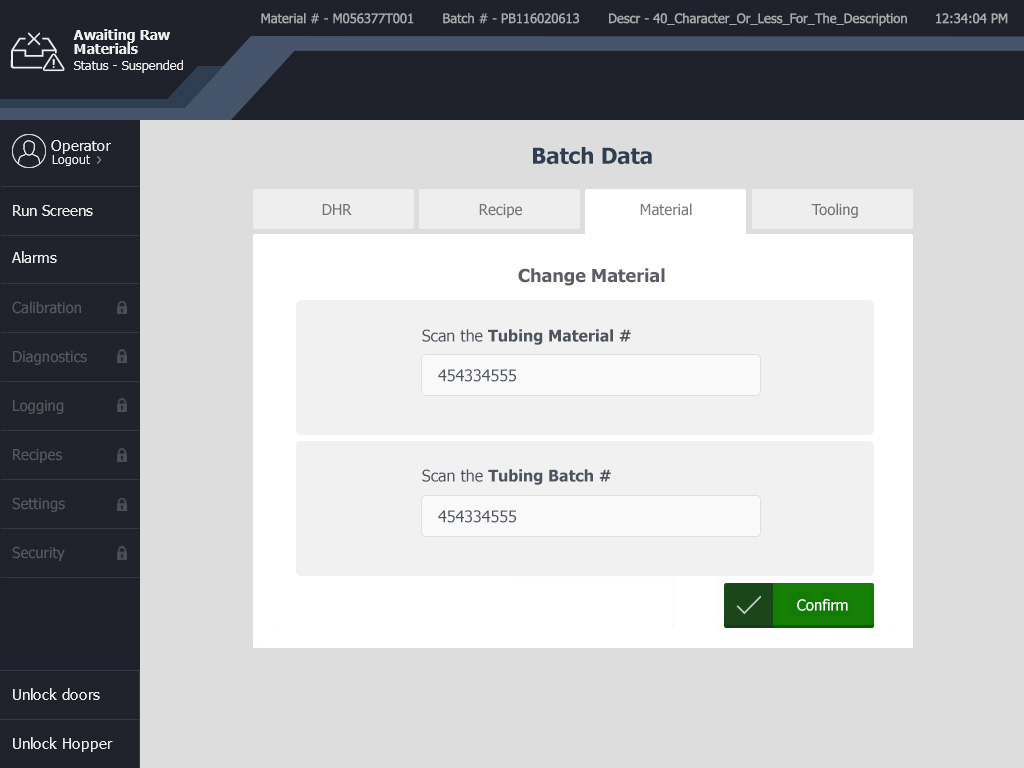 Material # - M056377T001 Batch # - PB116020613 Descr - 40_Character_Or_Less_For_The_Description 12:34:04 PM
Awaiting Raw
Materials
Status - Suspended
Operator
Logout >
Run Screens
Alarms
Calibration
Diagnostics
Logging
Recipes
Settings
Security
Unlock doors
Unlock Hopper
Batch Data
DHR Recipe Material Tooling
Change Material
Scan the Tubing Material #
454334555
Scan the Tubing Batch #
454334555
Confirm